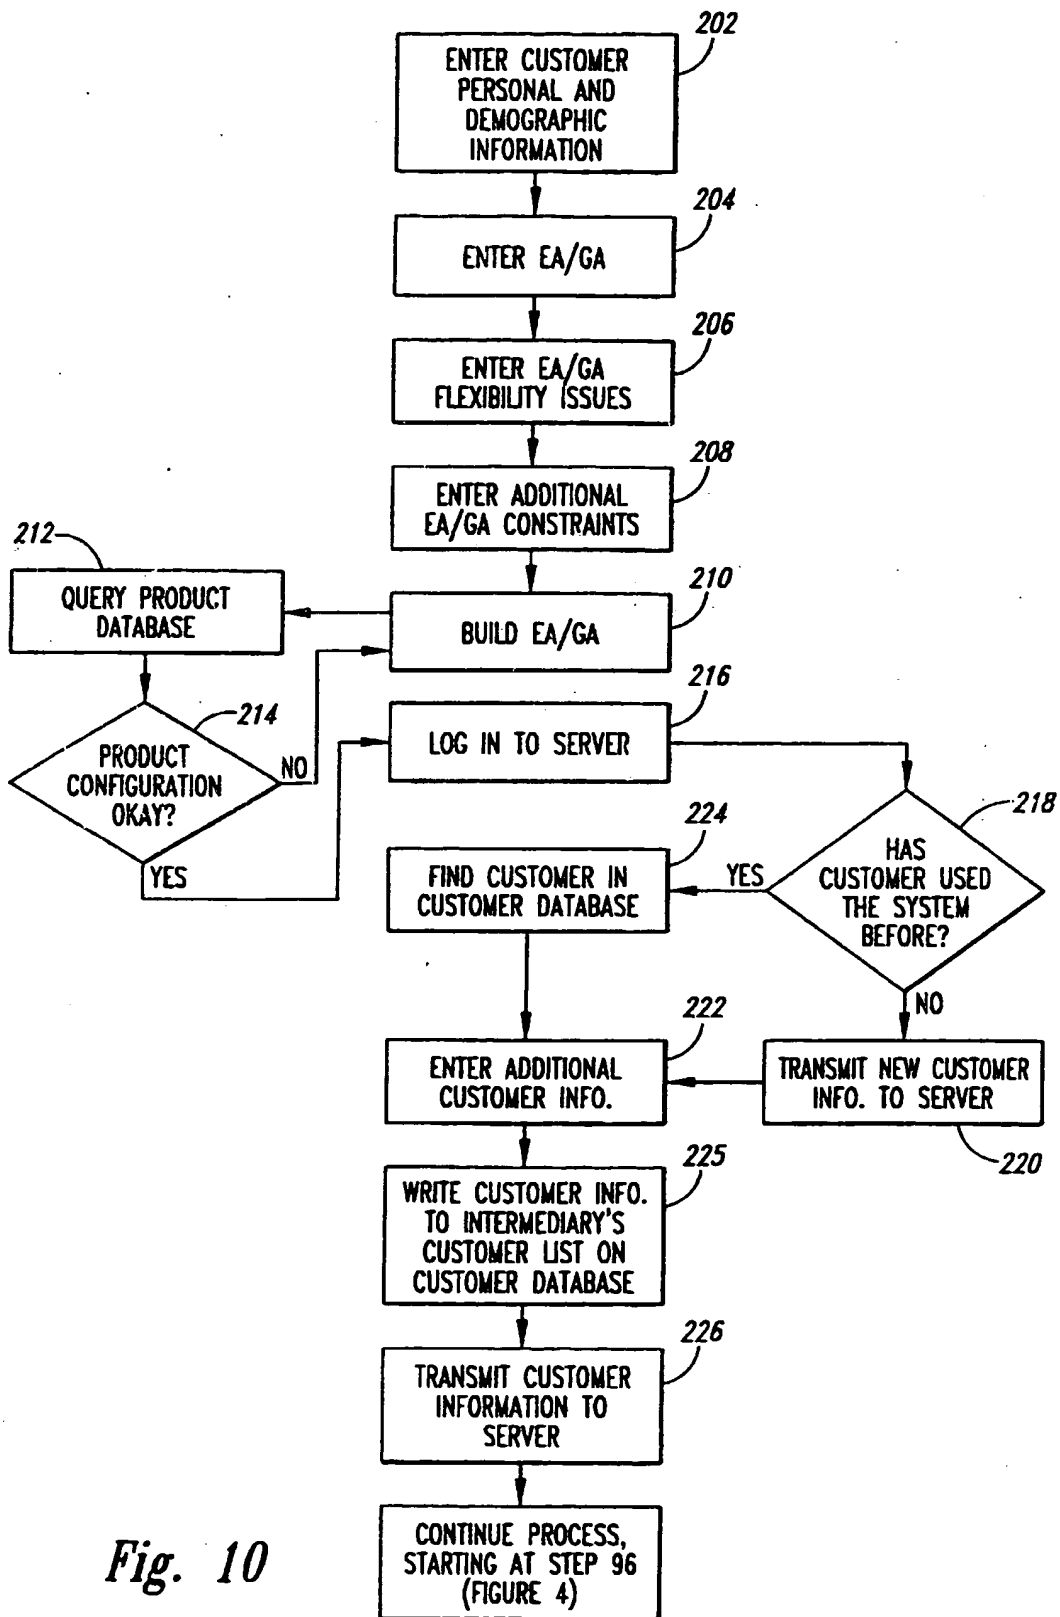 202
ENTER CUSTOMER
PERSONAL AND
DEMOGRAPHIC
INFORMATION
204
ENTER EA/GA
206
ENTER EA/GA
FLEXIBILITY ISSUES
208
ENTER ADDITIONAL
EA/GA CONSTRAINTS
210
BUILD EA/GA
212
QUERY PRODUCT
DATABASE
214
PRODUCT
CONFIGURATION
OKAY?
NO
YES
216
LOG IN TO SERVER
218
HAS
CUSTOMER USED
THE SYSTEM
BEFORE?
YES
NO
224
FIND CUSTOMER IN
CUSTOMER DATABASE
220
TRANSMIT NEW CUSTOMER
INFO. TO SERVER
222
ENTER ADDITIONAL
CUSTOMER INFO.
225
WRITE CUSTOMER INFO.
TO INTERMEDIARY'S
CUSTOMER LIST ON
CUSTOMER DATABASE
226
TRANSMIT CUSTOMER
INFORMATION TO
SERVER
CONTINUE PROCESS,
STARTING AT STEP 96
(FIGURE 4)
Fig. 10